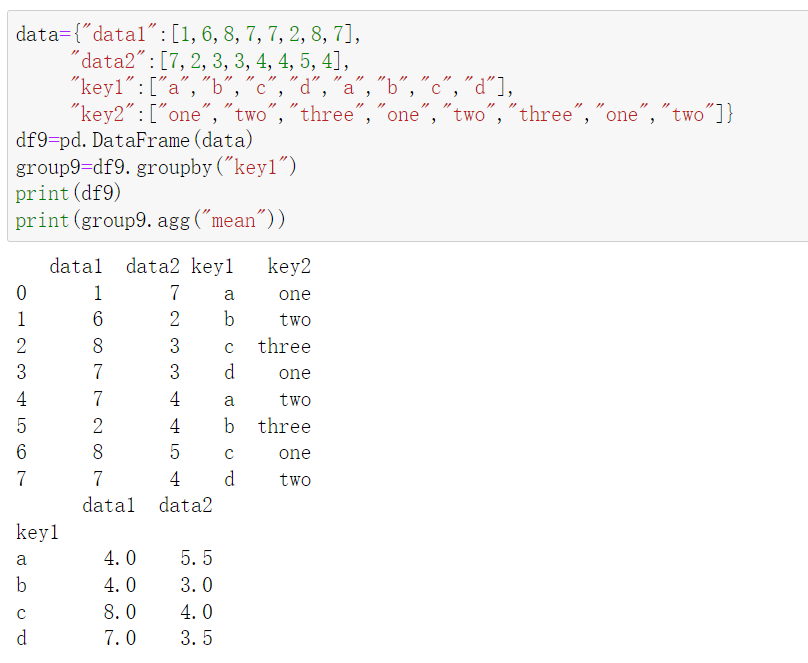 data={"data1":[1,6,8,7,7,2,8,7],
"data2":[7,2,3,3,4,4,5,4],
"key1":["a","b","c","d","a","b","c","d"],
"key2":["one","two","three","one","two","three","one","two"]}
df9=pd.DataFrame(data)
group9=df9.groupby("key1")
print(df9)
print(group9.agg("mean"))
data1 data2 key1 key2
0 1 7 a one
1 6 2 b two
2 8 3 c three
3 7 3 d one
4 7 4 a two
5 2 4 b three
6 8 5 c one
7 7 4 d two
data1 data2
key1
a 4.0 5.5
b 4.0 3.0
c 8.0 4.0
d 7.0 3.5